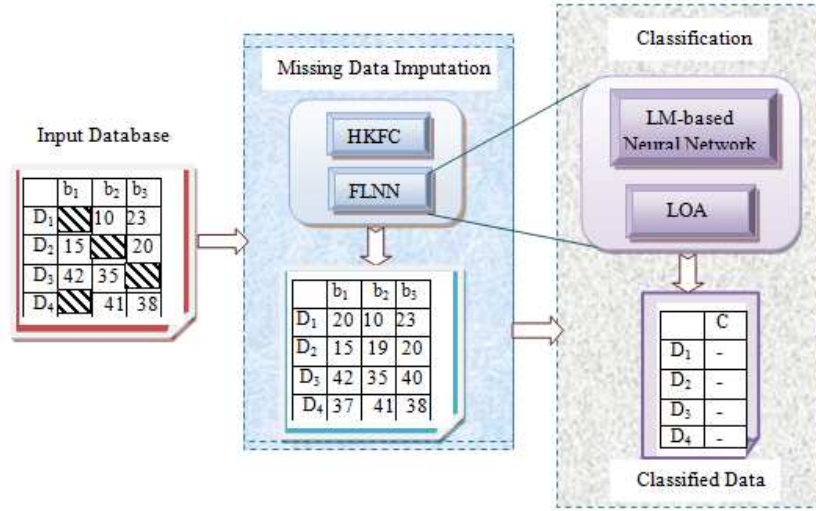 Input Database
b₁ b₂ b₃
D₁ 10 23
D₂ 15 20
D₃ 42 35
D₄ 41 38
Missing Data Imputation
HKFC
FLNN
b₁ b₂ b₃
D₁ 20 10 23
D₂ 15 19 20
D₃ 42 35 40
D₄ 37 41 38
Classification
LM-based
Neural Network
LOA
C
D₁ -
D₂ -
D₃ -
D₄ -
Classified Data